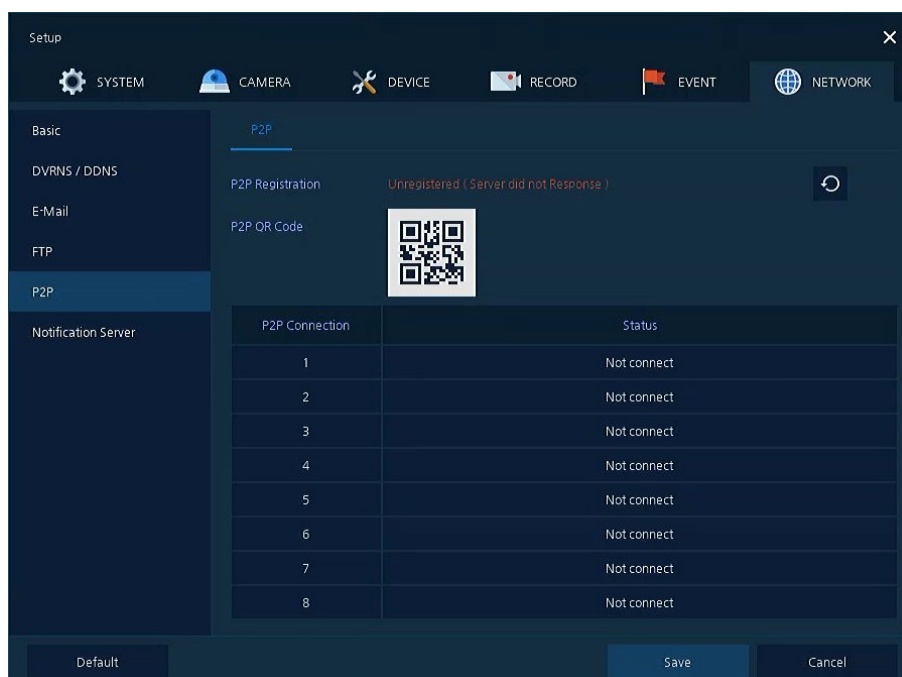 Setup
SYSTEM CAMERA DEVICE RECORD EVENT NETWORK
Basic
DVRNS / DDNS
E-Mail
FTP
P2P
Notification Server
P2P
P2P Registration Unregistered ( Server did not Response )
P2P QR Code
P2P Connection Status
1 Not connect
2 Not connect
3 Not connect
4 Not connect
5 Not connect
6 Not connect
7 Not connect
8 Not connect
Default Save Cancel